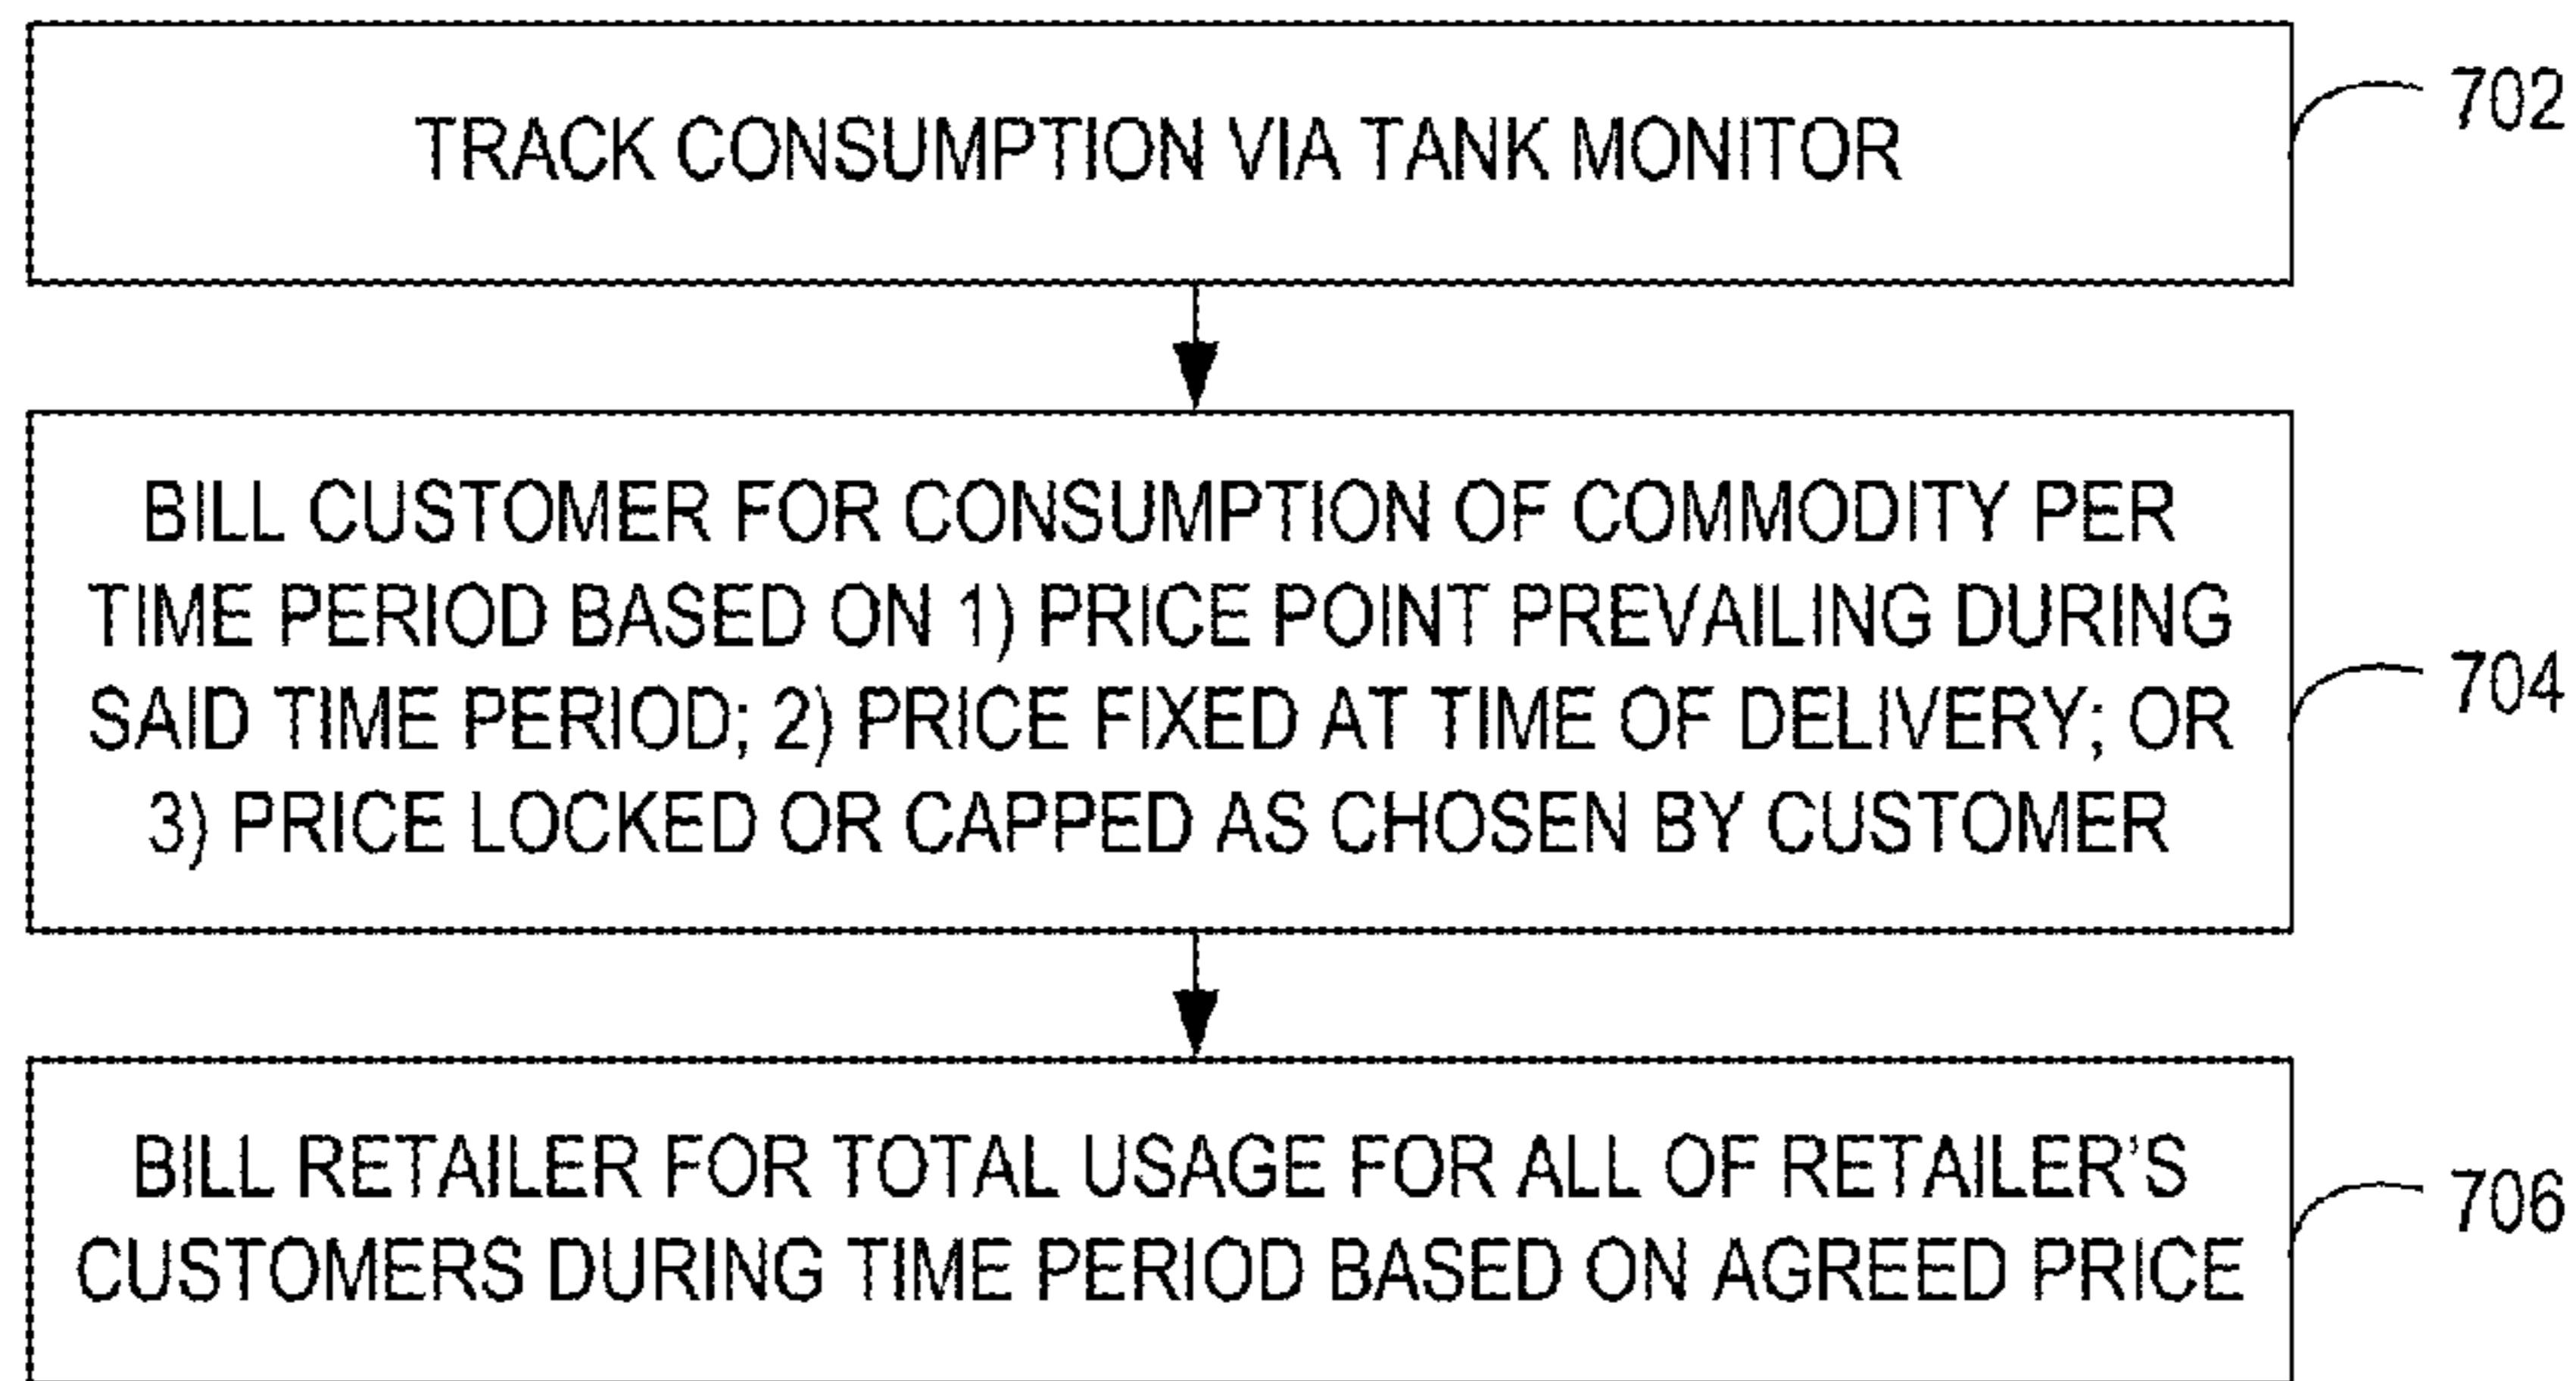 TRACK CONSUMPTION VIA TANK MONITOR
702
BILL CUSTOMER FOR CONSUMPTION OF COMMODITY PER
TIME PERIOD BASED ON 1) PRICE POINT PREVAILING DURING
SAID TIME PERIOD; 2) PRICE FIXED AT TIME OF DELIVERY; OR
3) PRICE LOCKED OR CAPPED AS CHOSEN BY CUSTOMER
704
BILL RETAILER FOR TOTAL USAGE FOR ALL OF RETAILER’S
CUSTOMERS DURING TIME PERIOD BASED ON AGREED PRICE
706